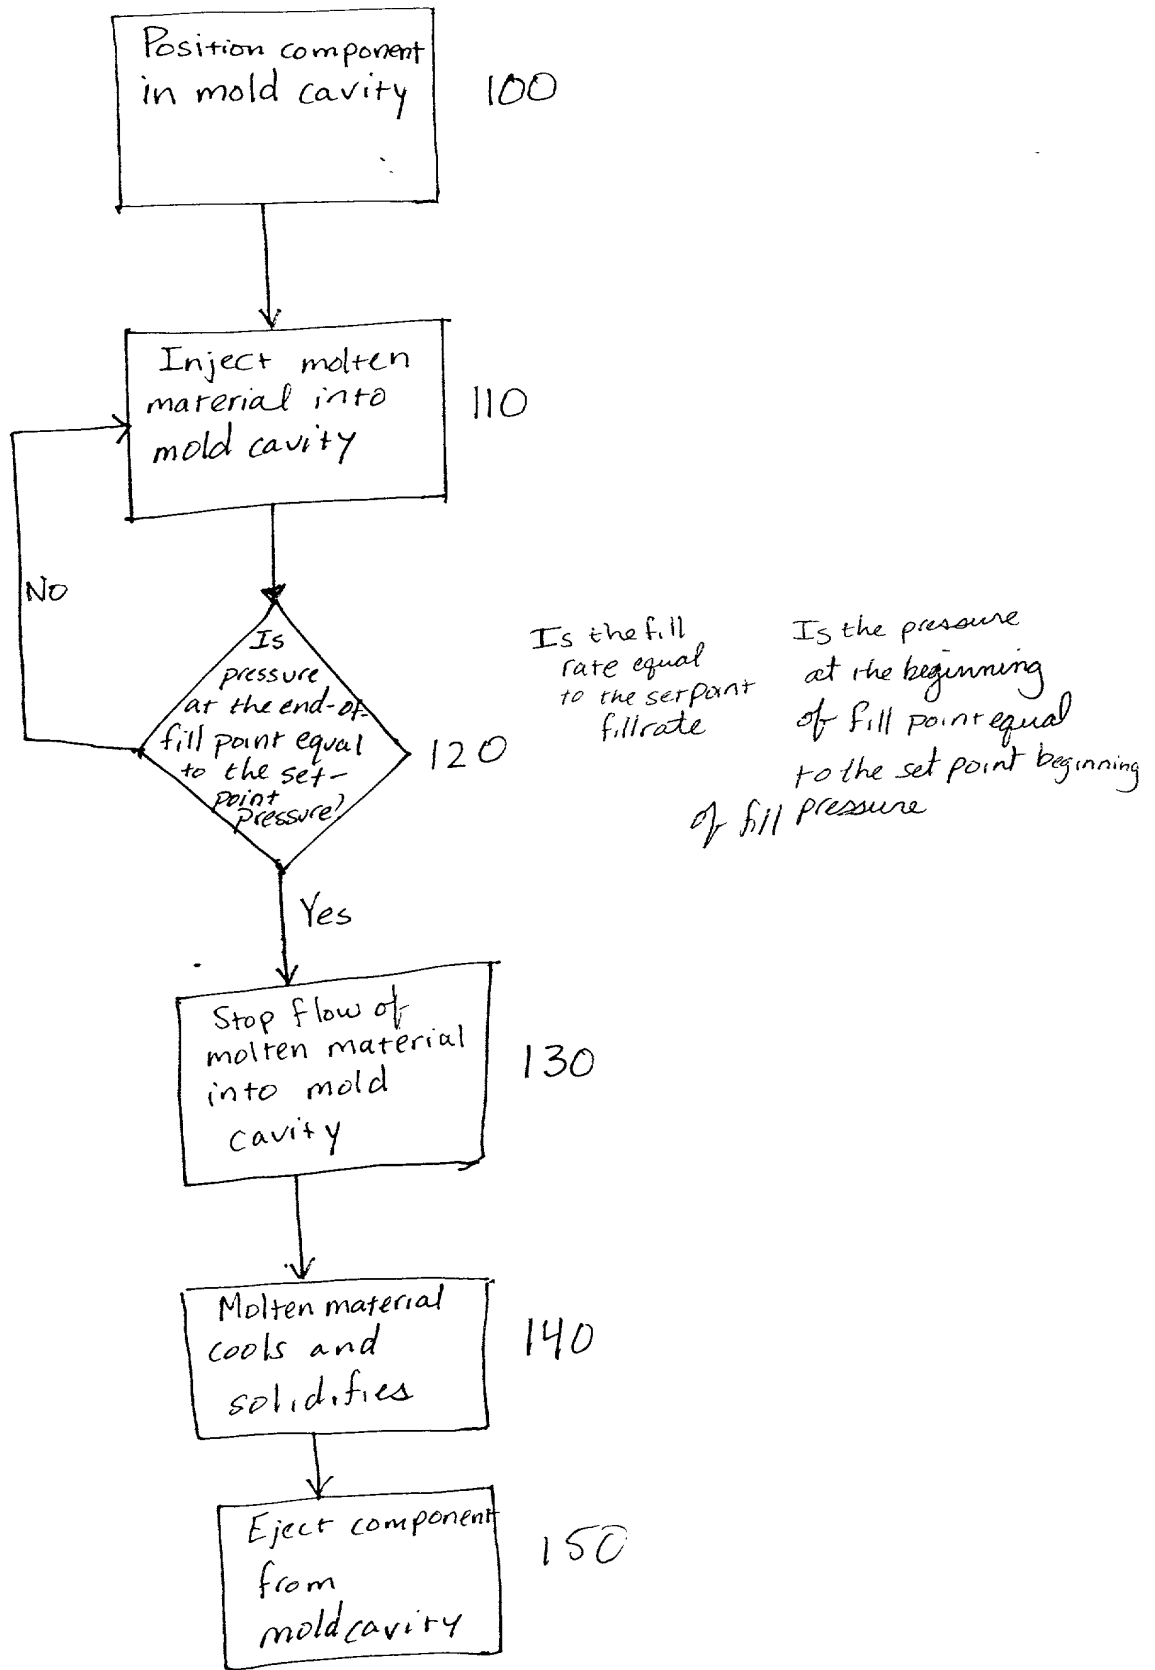 Position component
in mold cavity
100
Inject molten
material into
mold cavity
110
No
Is
pressure
at the end-of-
fill point equal
to the set-
point
pressure?
120
Is the fill
rate equal
to the setpoint
fillrate
Is the pressure
at the beginning
of fill point equal
to the set point beginning
of fill pressure
Yes
Stop flow of
molten material
into mold
cavity
130
Molten material
cools and
solidifies
140
Eject component
from
mold cavity
150